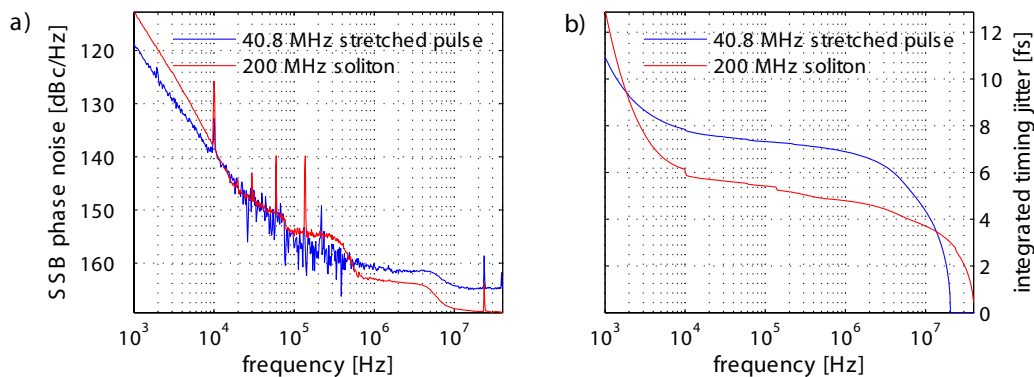 a)
SSB phase noise [dBc/Hz]
120
130
140
150
160
40.8 MHz stretched pulse
200 MHz soliton
10^3
10^4
10^5
10^6
10^7
frequency [Hz]
b)
40.8 MHz stretched pulse
200 MHz soliton
12
10
8
6
4
2
0
integrated timing jitter [fs]
10^3
10^4
10^5
10^6
10^7
frequency [Hz]